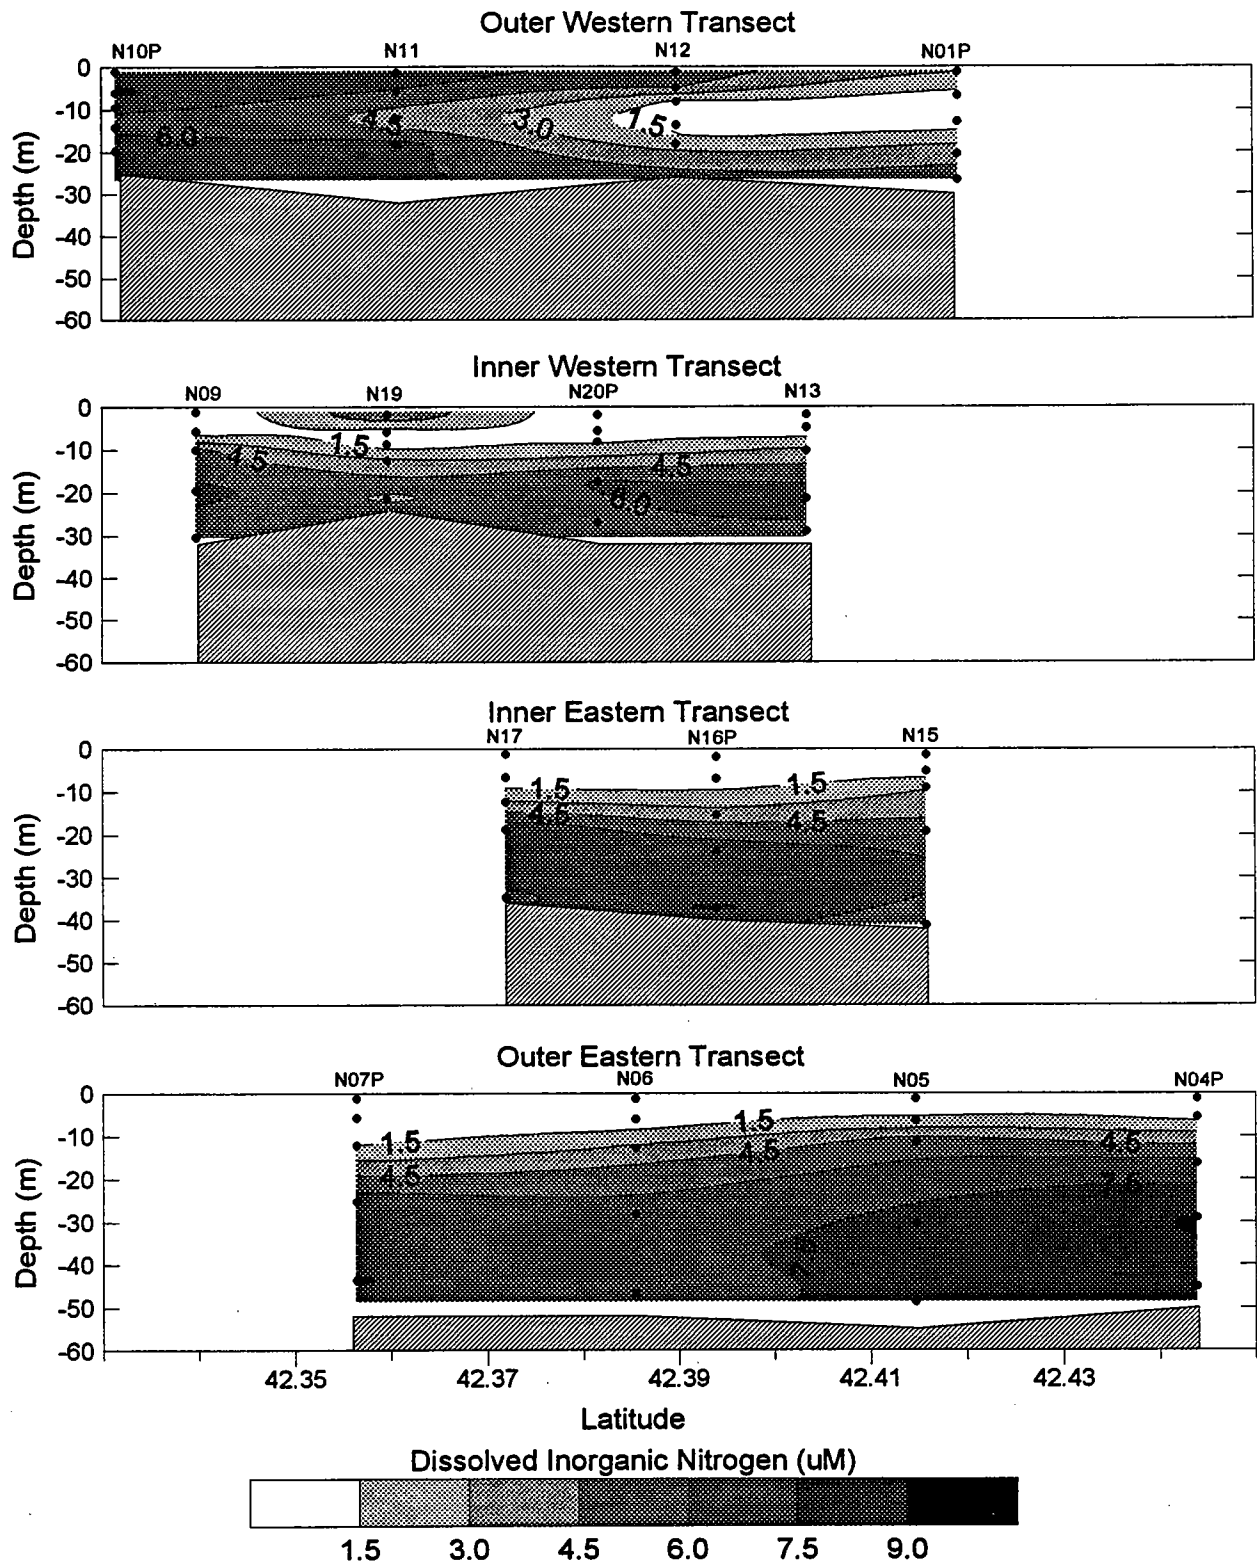 Outer Western Transect
N10P N11 N12 N01P
0
-10
-20
-30
-40
-50
-60
Depth (m)
6.0 4.5 3.0 1.5
Inner Western Transect
N09 N19 N20P N13
0
-10
-20
-30
-40
-50
-60
Depth (m)
4.5 1.5 6.0 4.5
Inner Eastern Transect
N17 N16P N15
0
-10
-20
-30
-40
-50
-60
Depth (m)
1.5 1.5
4.5 4.5
Outer Eastern Transect
N07P N06 N05 N04P
0
-10
-20
-30
-40
-50
-60
Depth (m)
1.5 1.5
4.5 4.5 4.5
7.5
42.35 42.37 42.39 42.41 42.43
Latitude
Dissolved Inorganic Nitrogen (uM)
1.5 3.0 4.5 6.0 7.5 9.0